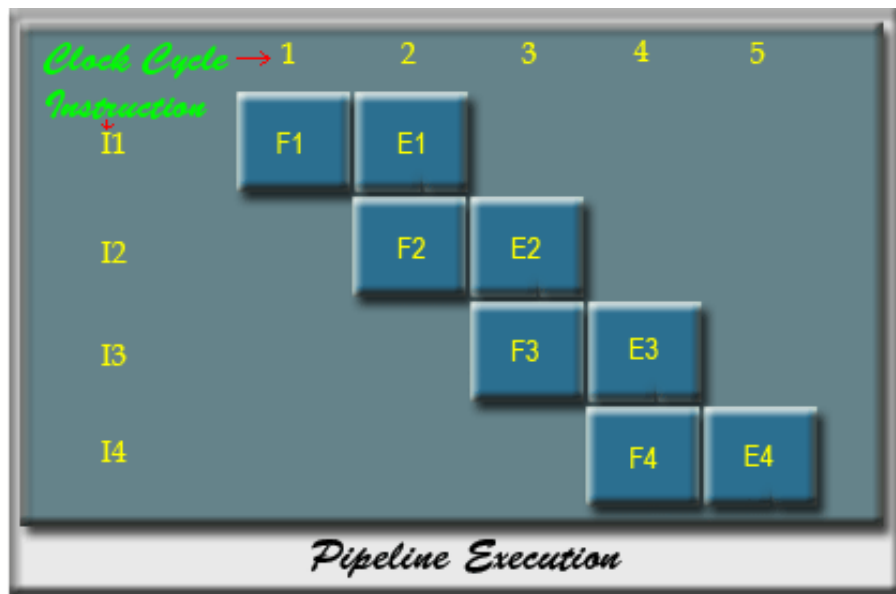 Clock Cycle → 1 2 3 4 5
Instruction
I1 F1 E1
I2 F2 E2
I3 F3 E3
I4 F4 E4
Pipeline Execution